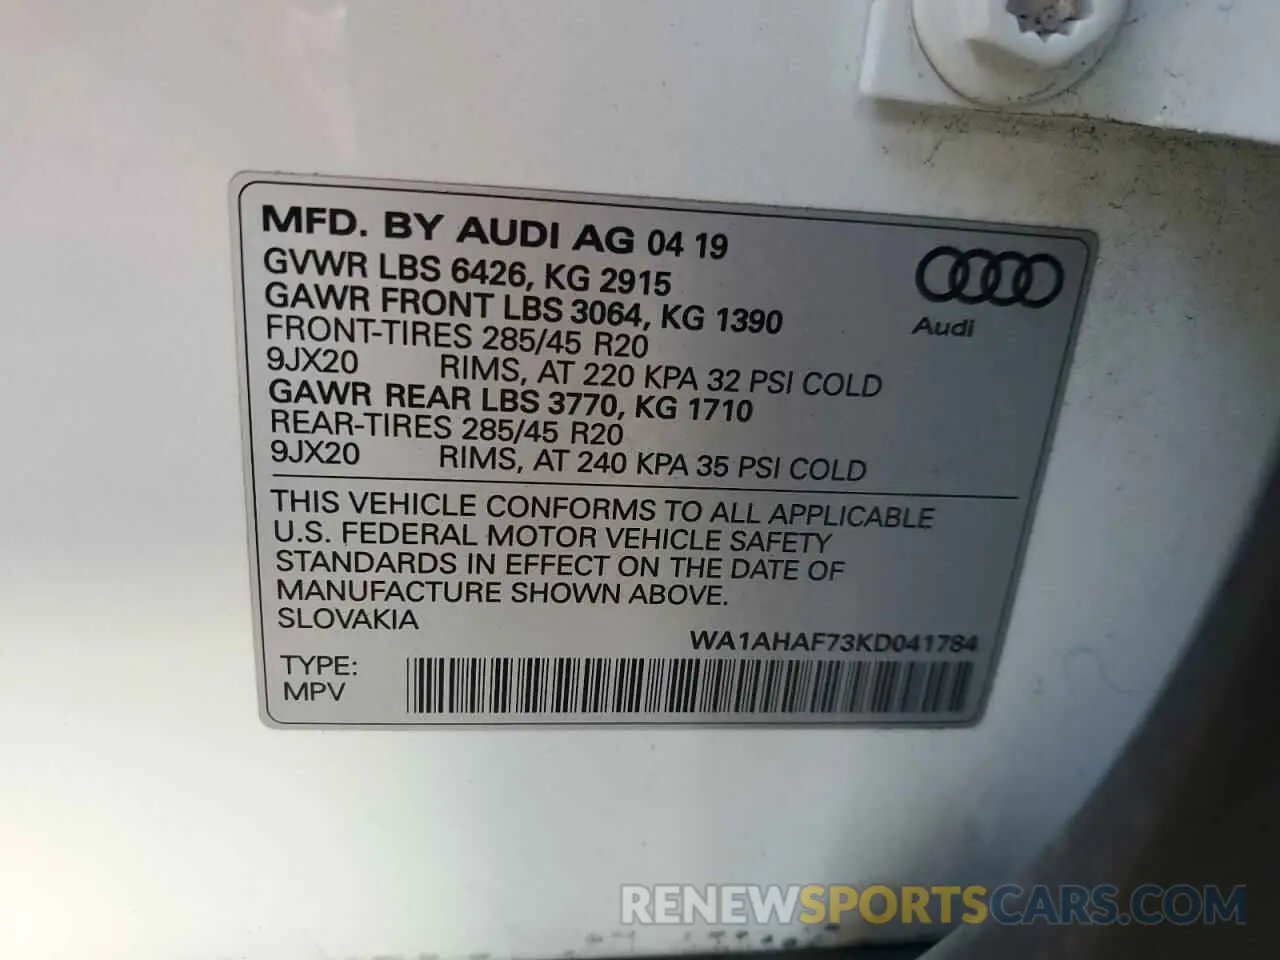 MFD. BY AUDI AG 04 19
GVWR LBS 6426, KG 2915
GAWR FRONT LBS 3064, KG 1390
FRONT-TIRES 285/45 R20
9JX20 RIMS, AT 220 KPA 32 PSI COLD
GAWR REAR LBS 3770, KG 1710
REAR-TIRES 285/45 R20
9JX20 RIMS, AT 240 KPA 35 PSI COLD
Audi
THIS VEHICLE CONFORMS TO ALL APPLICABLE
U.S. FEDERAL MOTOR VEHICLE SAFETY
STANDARDS IN EFFECT ON THE DATE OF
MANUFACTURE SHOWN ABOVE.
SLOVAKIA
WA1AHAF73KD041784
TYPE:
MPV
RENEWSPORTSCARS.COM